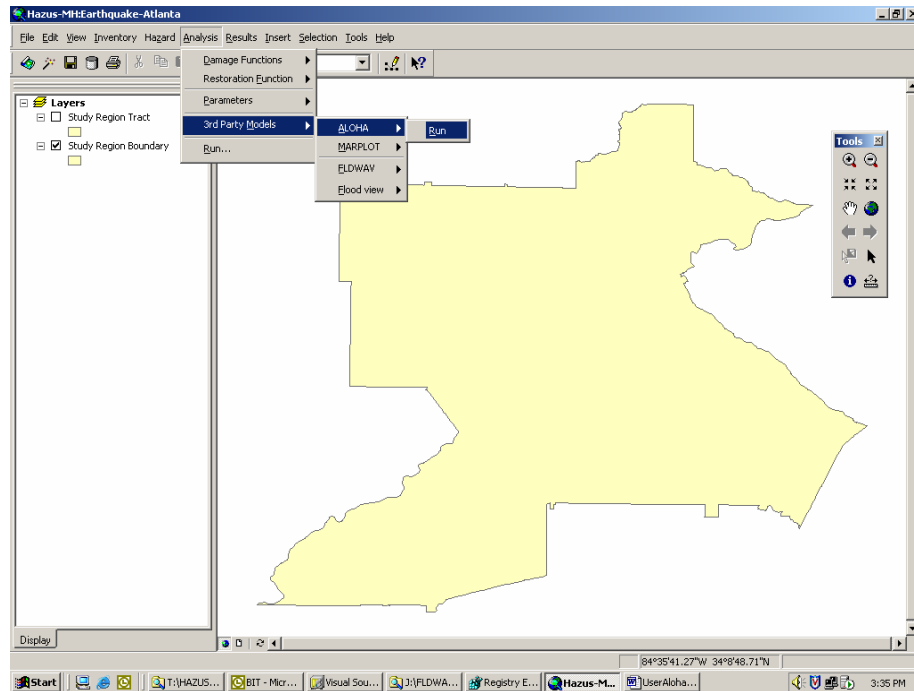 Hazus-MH:Earthquake-Atlanta
File Edit View Inventory Hazard Analysis Results Insert Selection Tools Help
Damage Functions
Restoration Function
Parameters
3rd Party Models
Run...
ALOHA
MARPLOT
FLDWAV
Flood view
Run
Layers
Study Region Tract
Study Region Boundary
Tools
Display
84°35'41.27"W 34°8'48.71"N
Start T:\HAZUS... BIT - Micr... Visual Sou... J:\FLDWA... Registry E... Hazus-M... UserAloha... 3:35 PM